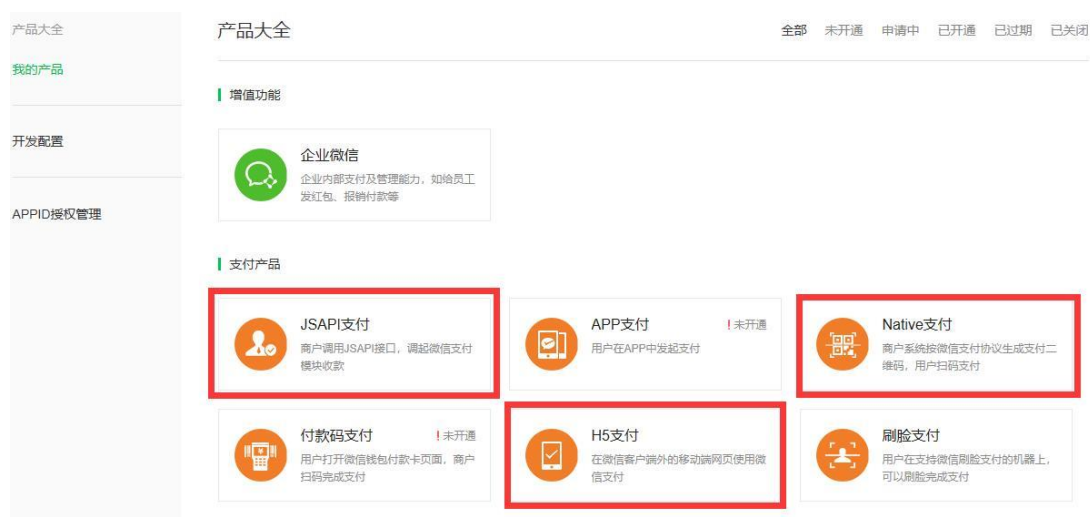 产品大全
我的产品
开发配置
APPID授权管理
产品大全
全部 未开通 申请中 已开通 已过期 已关闭
增值功能
企业微信
企业内部支付及管理能力，如给员工
发红包、报销付款等
支付产品
JSAPI支付
商户调用JSAPI接口，调起微信支付
模块收款
APP支付
!未开通
用户在APP中发起支付
Native支付
商户系统按微信支付协议生成支付二
维码，用户扫码支付
付款码支付
!未开通
用户打开微信钱包付款卡页面，商户
扫码完成支付
H5支付
在微信客户端外的移动端网页使用微
信支付
刷脸支付
用户在支持微信刷脸支付的机器上，
可以刷脸完成支付